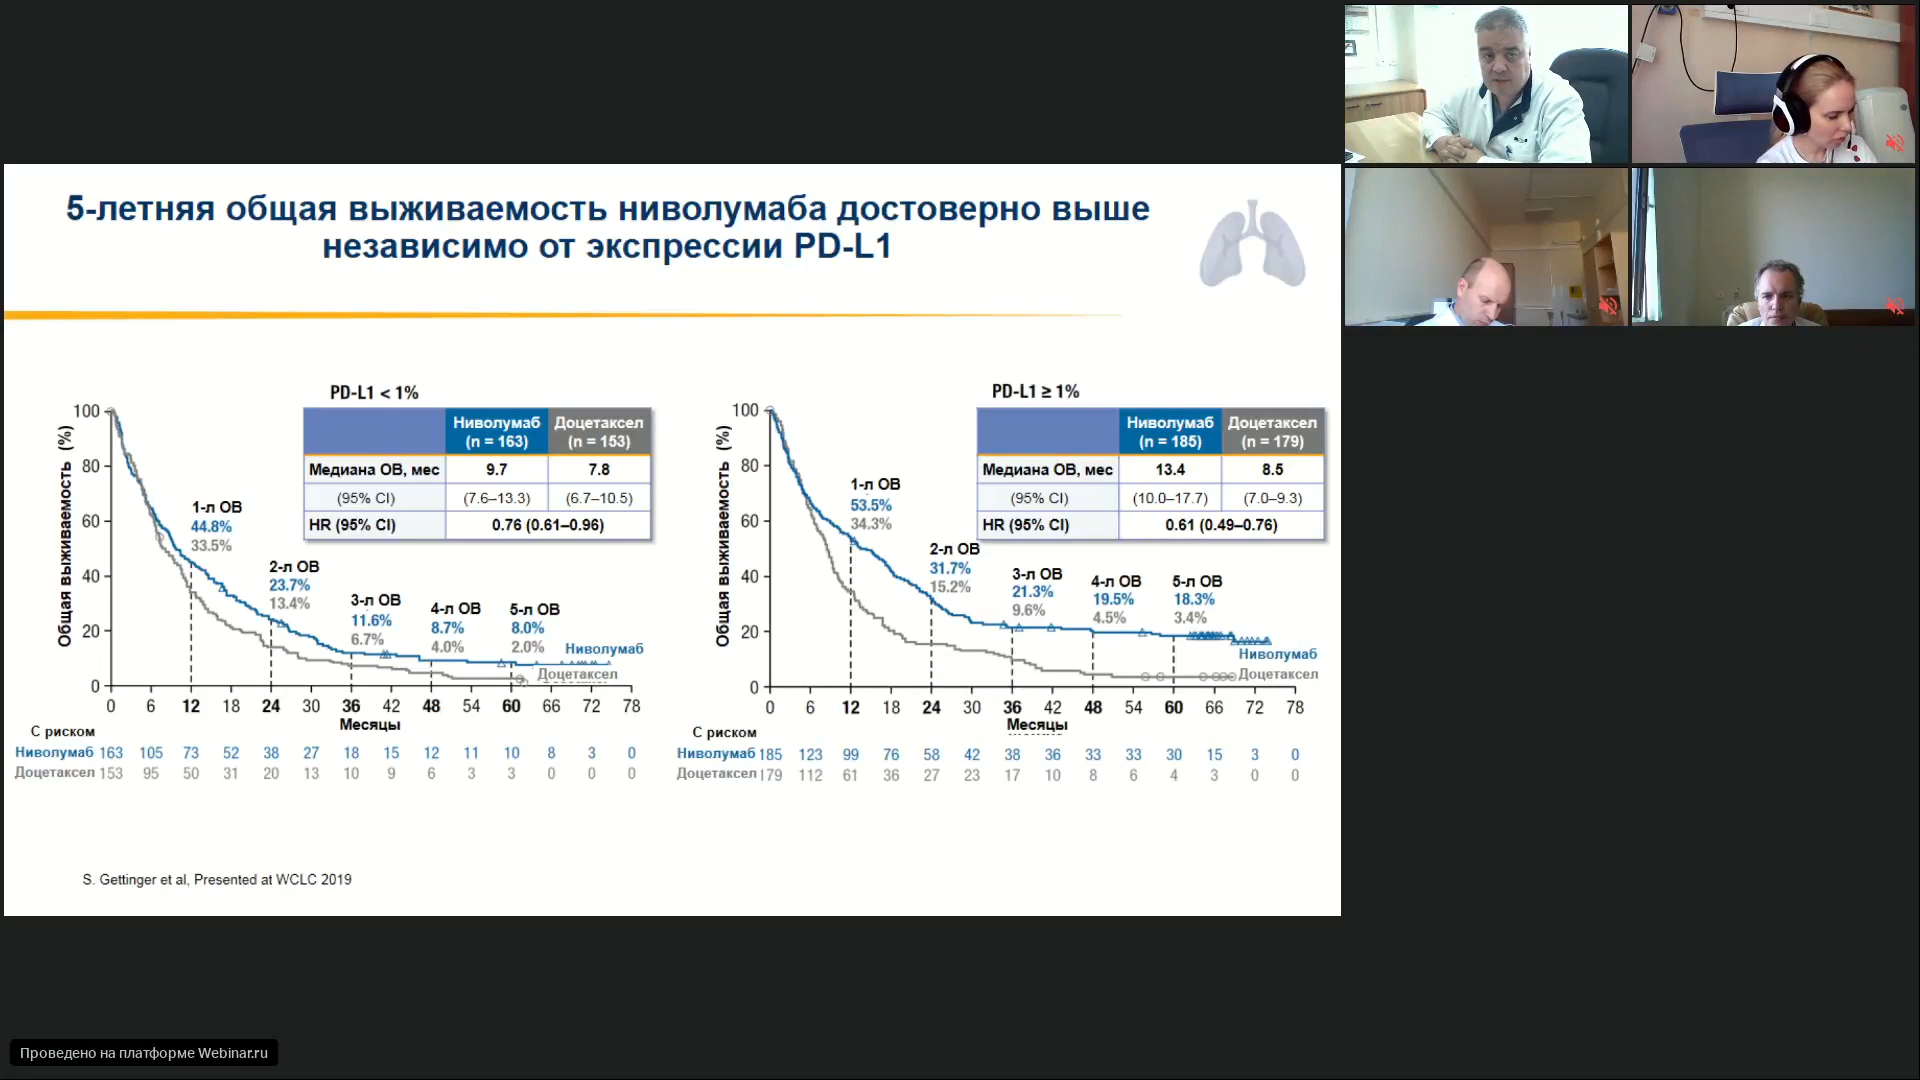 5-летняя общая выживаемость ниволумаба достоверно выше
независимо от экспрессии PD-L1
PD-L1 < 1%
Ниволумаб Доцетаксел
(n = 163) (n = 153)
Медиана ОВ, мес 9.7 7.8
(95% CI) (7.6–13.3) (6.7–10.5)
HR (95% CI) 0.76 (0.61–0.96)
Общая выживаемость (%)
100
80
60
40
20
0
1-л ОВ
44.8%
33.5%
2-л ОВ
23.7%
13.4%
3-л ОВ
11.6%
6.7%
4-л ОВ
8.7%
4.0%
5-л ОВ
8.0%
2.0%
Ниволумаб
Доцетаксел
0 6 12 18 24 30 36 42 48 54 60 66 72 78
Месяцы
С риском
Ниволумаб 163 105 73 52 38 27 18 15 12 11 10 8 3 0
Доцетаксел 153 95 50 31 20 13 10 9 6 3 3 0 0 0
PD-L1 ≥ 1%
Ниволумаб Доцетаксел
(n = 185) (n = 179)
Медиана ОВ, мес 13.4 8.5
(95% CI) (10.0–17.7) (7.0–9.3)
HR (95% CI) 0.61 (0.49–0.76)
Общая выживаемость (%)
100
80
60
40
20
0
1-л ОВ
53.5%
34.3%
2-л ОВ
31.7%
15.2%
3-л ОВ
21.3%
9.6%
4-л ОВ
19.5%
4.5%
5-л ОВ
18.3%
3.4%
Ниволумаб
Доцетаксел
0 6 12 18 24 30 36 42 48 54 60 66 72 78
Месяцы
С риском
Ниволумаб 185 123 99 76 58 42 38 36 33 33 30 15 3 0
Доцетаксел 179 112 61 36 27 23 17 10 8 6 4 3 0 0
S. Gettinger et al, Presented at WCLC 2019
Проведено на платформе Webinar.ru